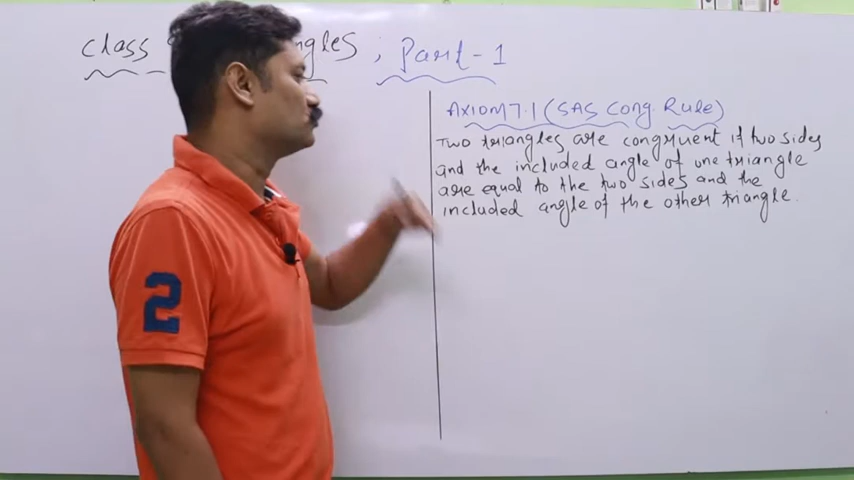 class
ngles ; Part - 1
AXIOM 7.1 (SAS Cong. Rule)
Two triangles are congruent if two sides
and the included angle of one triangle
are equal to the two sides and the
included angle of the other triangle.
2